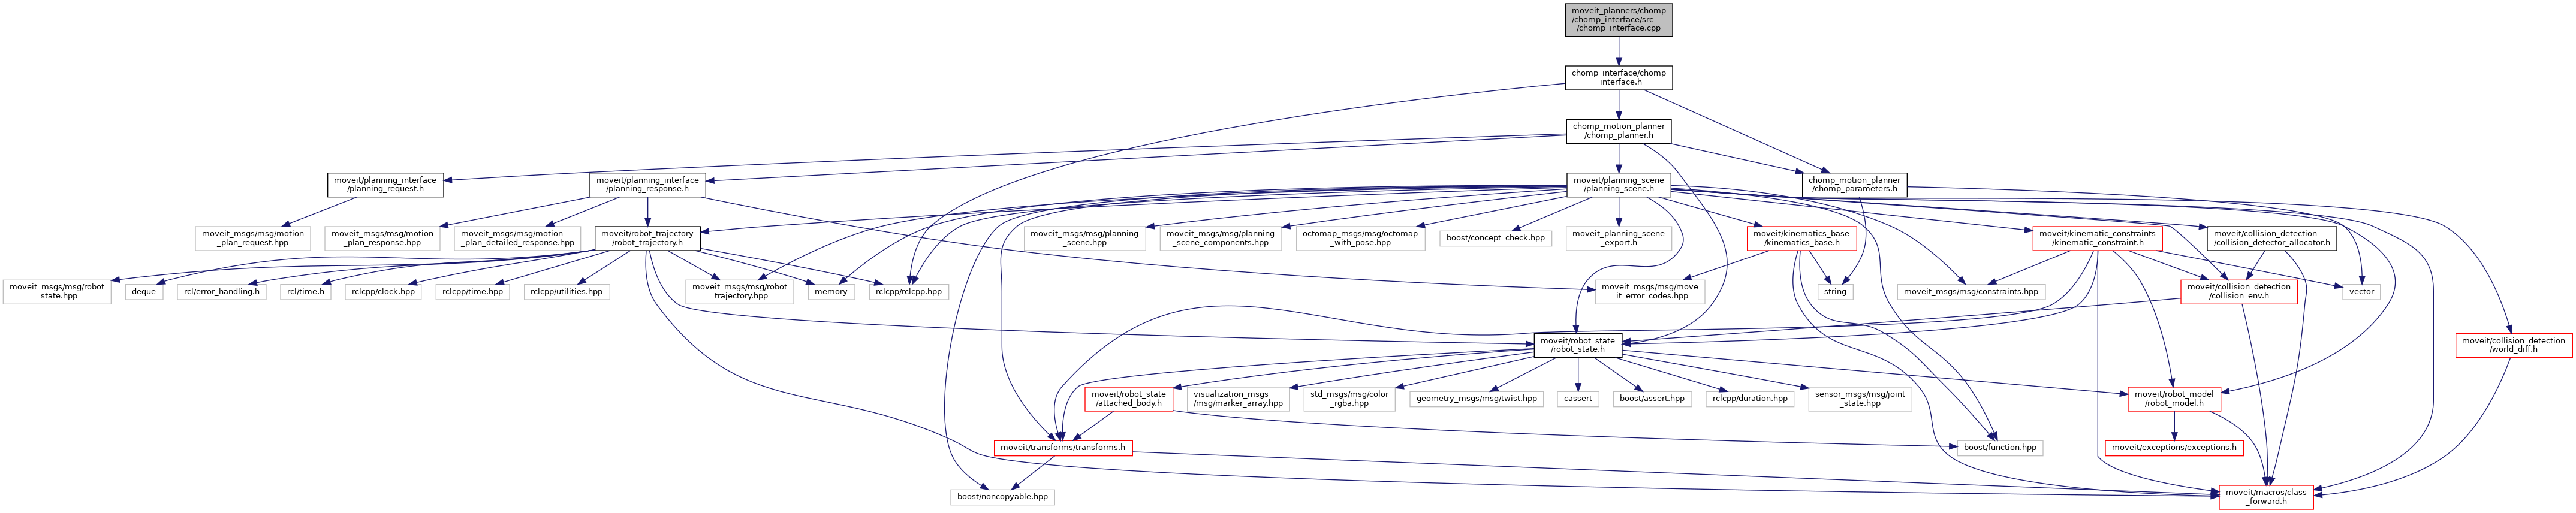 moveit_planners/chomp
/chomp_interface/src
/chomp_interface.cpp
chomp_interface/chomp
_interface.h
chomp_motion_planner
/chomp_planner.h
moveit/planning_interface
/planning_request.h
moveit/planning_interface
/planning_response.h
moveit/planning_scene
/planning_scene.h
chomp_motion_planner
/chomp_parameters.h
moveit_msgs/msg/motion
_plan_request.hpp
moveit_msgs/msg/motion
_plan_response.hpp
moveit_msgs/msg/motion
_plan_detailed_response.hpp
moveit/robot_trajectory
/robot_trajectory.h
moveit_msgs/msg/planning
_scene.hpp
moveit_msgs/msg/planning
_scene_components.hpp
octomap_msgs/msg/octomap
_with_pose.hpp
boost/concept_check.hpp
moveit_planning_scene
_export.h
moveit/kinematics_base
/kinematics_base.h
moveit/kinematic_constraints
/kinematic_constraint.h
moveit/collision_detection
/collision_detector_allocator.h
moveit_msgs/msg/robot
_state.hpp
deque
rcl/error_handling.h
rcl/time.h
rclcpp/clock.hpp
rclcpp/time.hpp
rclcpp/utilities.hpp
moveit_msgs/msg/robot
_trajectory.hpp
memory
rclcpp/rclcpp.hpp
moveit_msgs/msg/move
_it_error_codes.hpp
string
moveit_msgs/msg/constraints.hpp
moveit/collision_detection
/collision_env.h
vector
moveit/robot_state
/robot_state.h
moveit/collision_detection
/world_diff.h
moveit/robot_state
/attached_body.h
visualization_msgs
/msg/marker_array.hpp
std_msgs/msg/color
_rgba.hpp
geometry_msgs/msg/twist.hpp
cassert
boost/assert.hpp
rclcpp/duration.hpp
sensor_msgs/msg/joint
_state.hpp
moveit/robot_model
/robot_model.h
moveit/transforms/transforms.h
boost/function.hpp
moveit/exceptions/exceptions.h
boost/noncopyable.hpp
moveit/macros/class
_forward.h